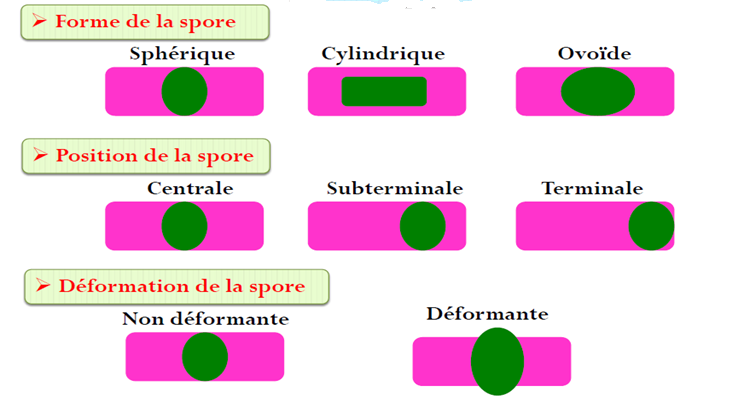 Forme de la spore
Sphérique Cylindrique Ovoïde
Position de la spore
Centrale Subterminale Terminale
Déformation de la spore
Non déformante Déformante